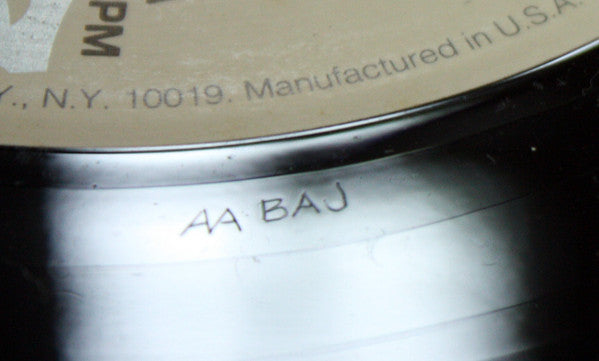 PM
Y., N.Y. 10019. Manufactured in U.S.A.
AA BAJ